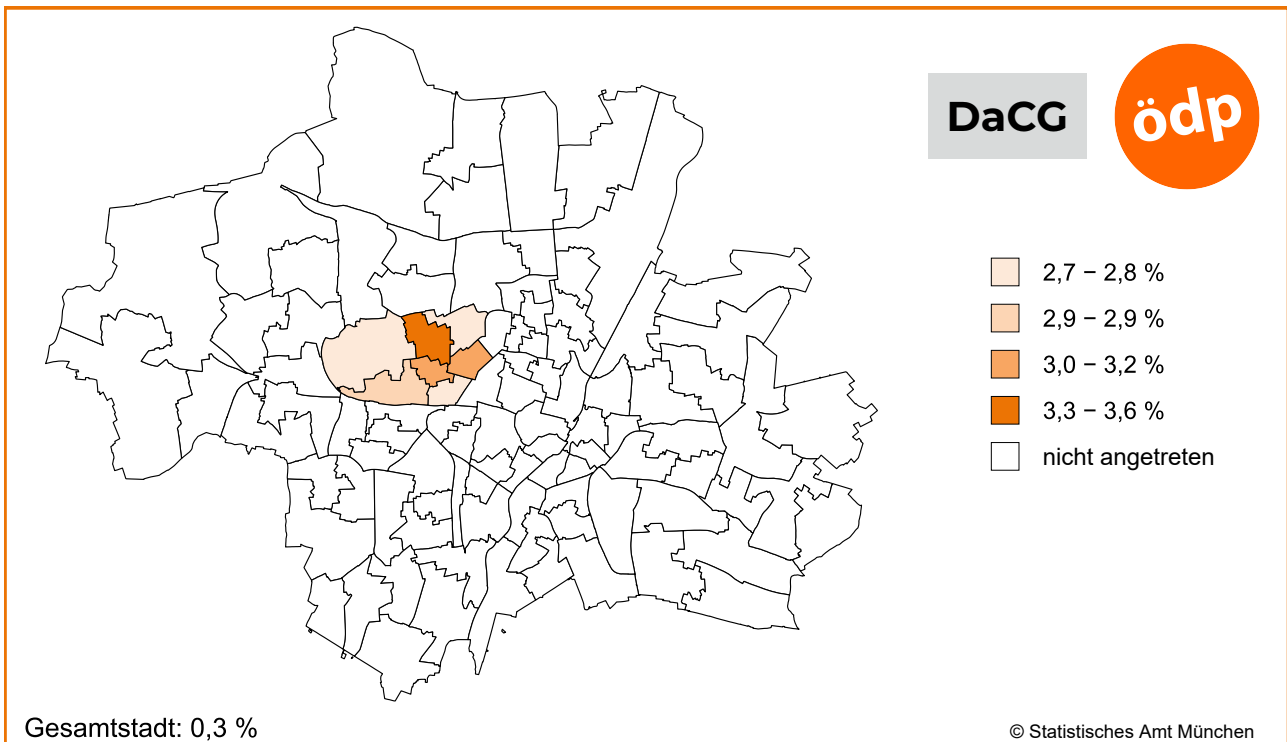 DaCG
ödp
2,7 – 2,8 %
2,9 – 2,9 %
3,0 – 3,2 %
3,3 – 3,6 %
nicht angetreten
Gesamtstadt: 0,3 %
© Statistisches Amt München